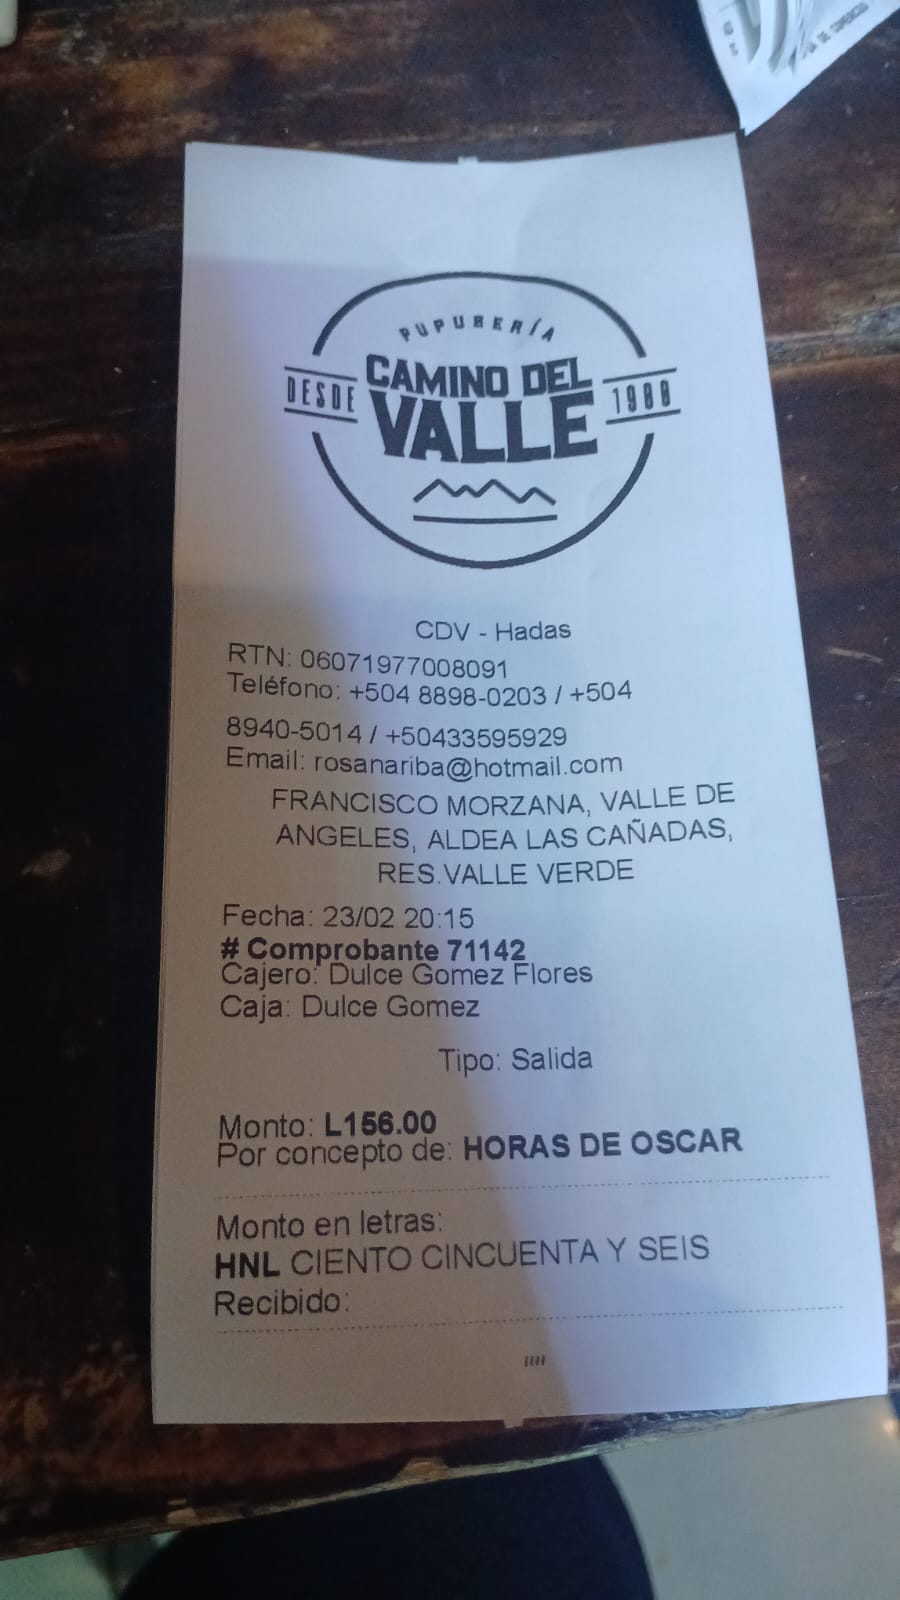 PUPUSERÍA
CAMINO DEL
DESDE VALLE 1980
CDV - Hadas
RTN: 06071977008091
Teléfono: +504 8898-0203 / +504
8940-5014 / +50433595929
Email: rosanariba@hotmail.com
FRANCISCO MORZANA, VALLE DE
ANGELES, ALDEA LAS CAÑADAS,
RES.VALLE VERDE
Fecha: 23/02 20:15
# Comprobante 71142
Cajero: Dulce Gomez Flores
Caja: Dulce Gomez
Tipo: Salida
Monto: L156.00
Por concepto de: HORAS DE OSCAR
Monto en letras:
HNL CIENTO CINCUENTA Y SEIS
Recibido: